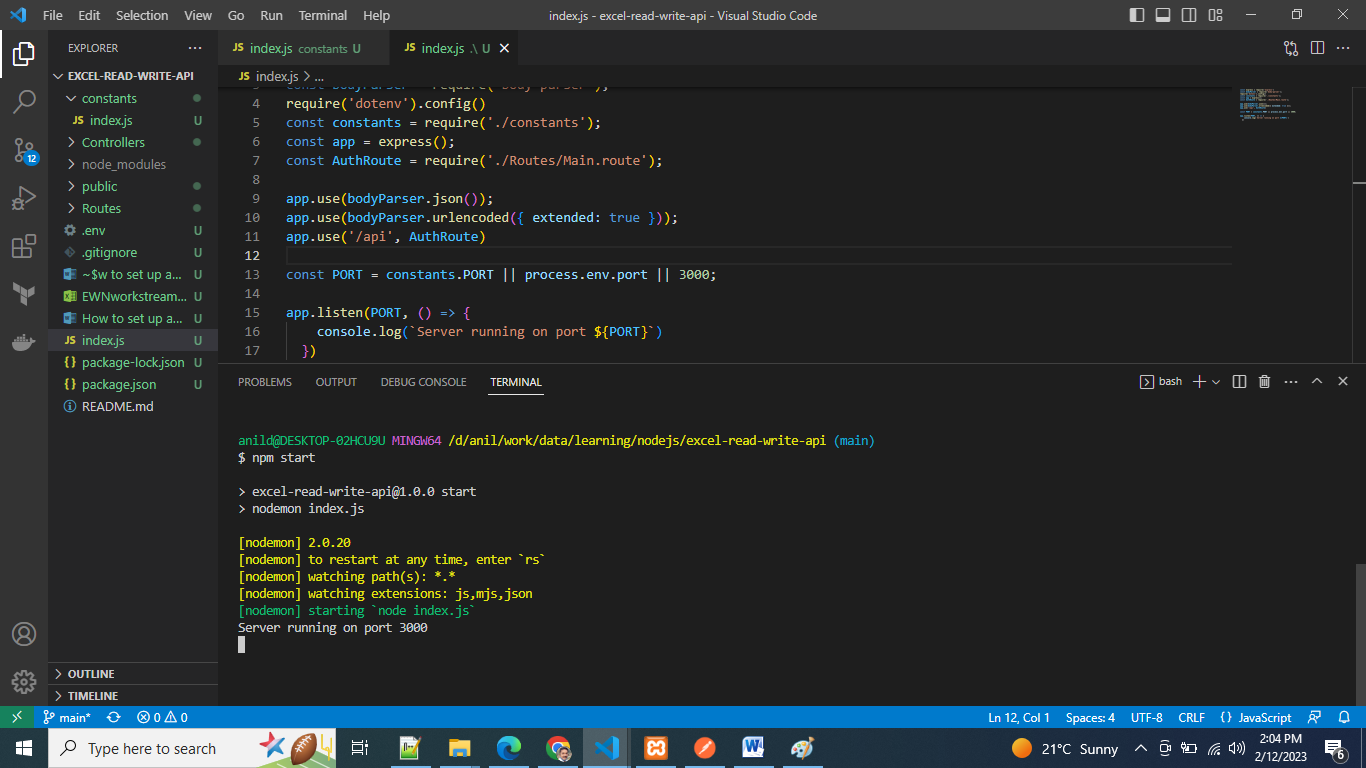 File Edit Selection View Go Run Terminal Help
index.js - excel-read-write-api - Visual Studio Code
EXPLORER
EXCEL-READ-WRITE-API
constants
JS index.js U
Controllers
node_modules
public
Routes
.env U
.gitignore U
~$w to set up a... U
EWNworkstream... U
How to set up a... U
JS index.js U
{} package-lock.json U
{} package.json U
README.md
OUTLINE
TIMELINE
12
JS index.js constants U
JS index.js .\ U
JS index.js > ...
4 require('dotenv').config()
5 const constants = require('./constants');
6 const app = express();
7 const AuthRoute = require('./Routes/Main.route');
8
9 app.use(bodyParser.json());
10 app.use(bodyParser.urlencoded({ extended: true }));
11 app.use('/api', AuthRoute)
12
13 const PORT = constants.PORT || process.env.port || 3000;
14
15 app.listen(PORT, () => {
16 console.log(`Server running on port ${PORT}`)
17 })
PROBLEMS OUTPUT DEBUG CONSOLE TERMINAL
bash
anild@DESKTOP-02HCU9U MINGW64 /d/anil/work/data/learning/nodejs/excel-read-write-api (main)
$ npm start
> excel-read-write-api@1.0.0 start
> nodemon index.js
[nodemon] 2.0.20
[nodemon] to restart at any time, enter `rs`
[nodemon] watching path(s): *.*
[nodemon] watching extensions: js,mjs,json
[nodemon] starting `node index.js`
Server running on port 3000
main* 0 0
Ln 12, Col 1 Spaces: 4 UTF-8 CRLF {} JavaScript
Type here to search
21°C Sunny
2:04 PM
2/12/2023
6